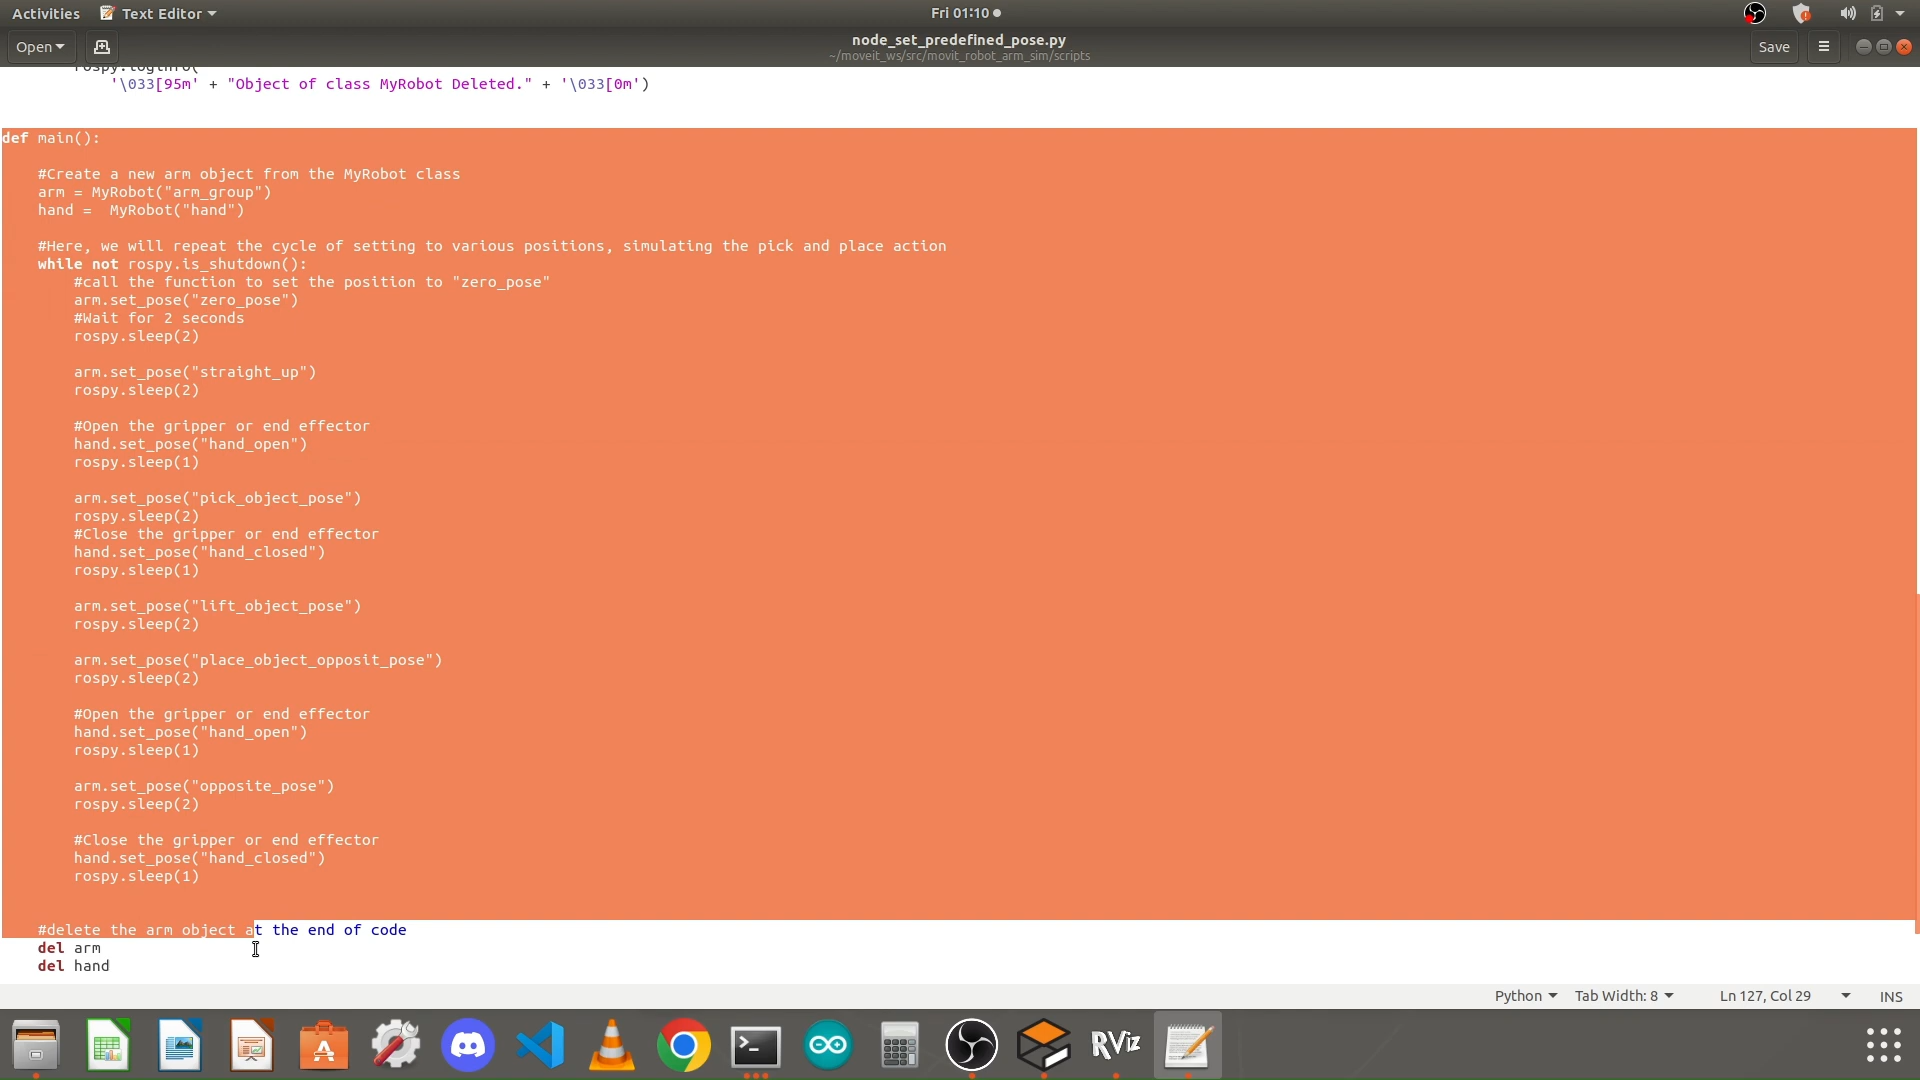 Activities Text Editor Fri 01:10
Open node_set_predefined_pose.py Save
~/moveit_ws/src/movit_robot_arm_sim/scripts
rospy.loginfo(
'\033[95m' + "Object of class MyRobot Deleted." + '\033[0m')
def main():
#Create a new arm object from the MyRobot class
arm = MyRobot("arm_group")
hand =  MyRobot("hand")
#Here, we will repeat the cycle of setting to various positions, simulating the pick and place action
while not rospy.is_shutdown():
#call the function to set the position to "zero_pose"
arm.set_pose("zero_pose")
#Wait for 2 seconds
rospy.sleep(2)
arm.set_pose("straight_up")
rospy.sleep(2)
#Open the gripper or end effector
hand.set_pose("hand_open")
rospy.sleep(1)
arm.set_pose("pick_object_pose")
rospy.sleep(2)
#Close the gripper or end effector
hand.set_pose("hand_closed")
rospy.sleep(1)
arm.set_pose("lift_object_pose")
rospy.sleep(2)
arm.set_pose("place_object_opposit_pose")
rospy.sleep(2)
#Open the gripper or end effector
hand.set_pose("hand_open")
rospy.sleep(1)
arm.set_pose("opposite_pose")
rospy.sleep(2)
#Close the gripper or end effector
hand.set_pose("hand_closed")
rospy.sleep(1)
#delete the arm object at the end of code
del arm
del hand
Python Tab Width: 8 Ln 127, Col 29 INS
RViz